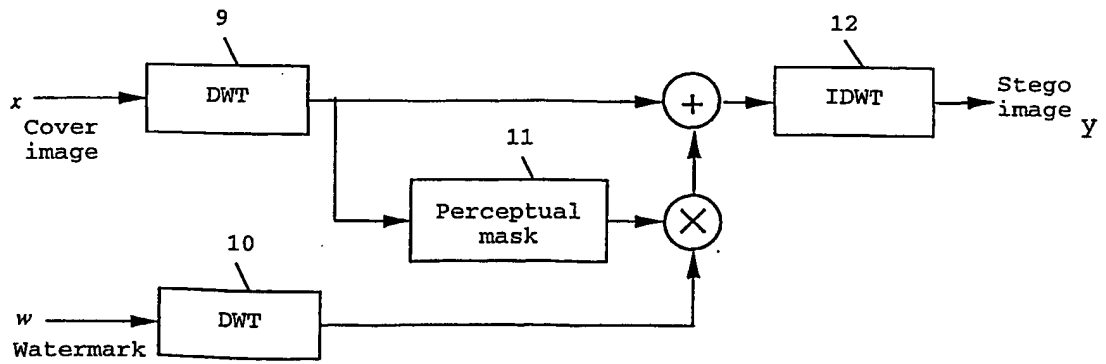 9
12
x
Cover
image
DWT
+
IDWT
Stego
image y
11
Perceptual
mask
×
10
w
Watermark
DWT